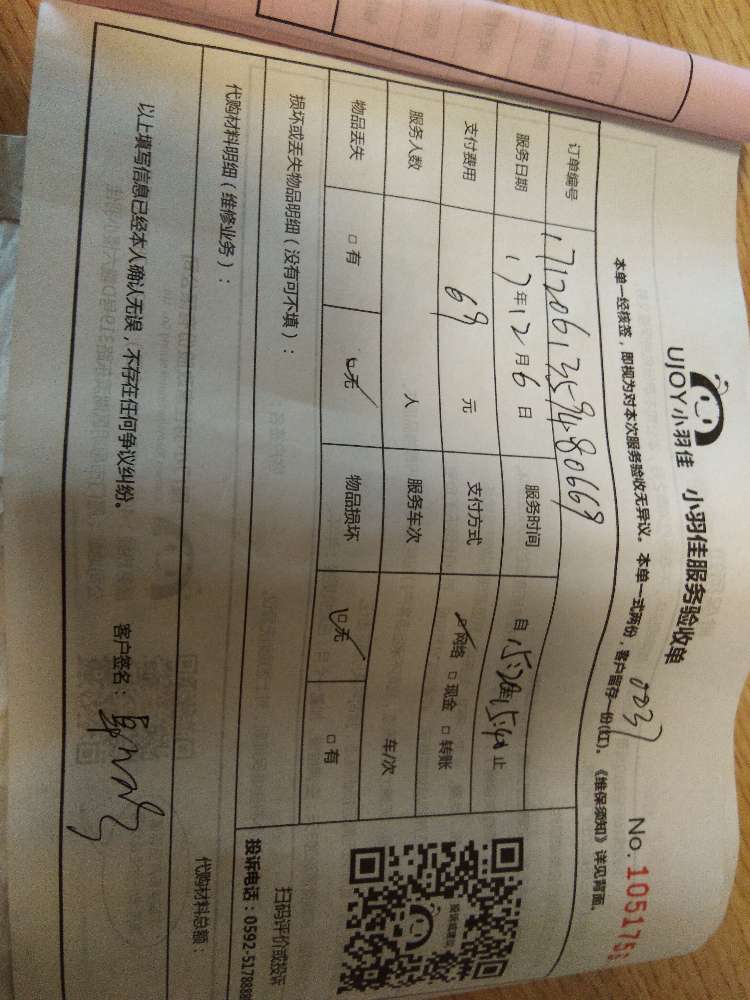 UJOY小羽佳 小羽佳服务验收单
0037 No. 1051756
本单一经核签，即视为对本次服务验收无异议。本单一式两份，客户留存一份(红)。《维保须知》详见背面。
订单编号 1712061359480669
服务日期 17年12月6日 服务时间 自 止
支付费用 69 元 支付方式 ☑网络 □现金 □转账
服务人数 人 服务车次 车/次
物品丢失 □有 ☑无 物品损坏 ☑无 □有
损坏或丢失物品明细（没有可不填）：
扫码评价或投诉
投诉电话：0592-5178888
代购材料明细（维修业务）： 代购材料总额：
以上填写信息已经本人确认无误，不存在任何争议纠纷。 客户签名：